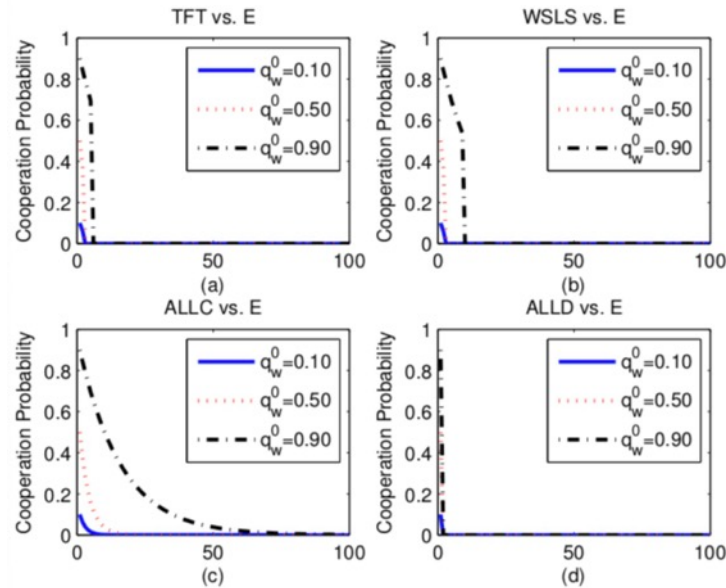 TFT vs. E
Cooperation Probability
1
0.8
0.6
0.4
0.2
0
0
50
100
q_w^0=0.10
q_w^0=0.50
q_w^0=0.90
(a)
WSLS vs. E
Cooperation Probability
1
0.8
0.6
0.4
0.2
0
0
50
100
q_w^0=0.10
q_w^0=0.50
q_w^0=0.90
(b)
ALLC vs. E
Cooperation Probability
1
0.8
0.6
0.4
0.2
0
0
50
100
q_w^0=0.10
q_w^0=0.50
q_w^0=0.90
(c)
ALLD vs. E
Cooperation Probability
1
0.8
0.6
0.4
0.2
0
0
50
100
q_w^0=0.10
q_w^0=0.50
q_w^0=0.90
(d)